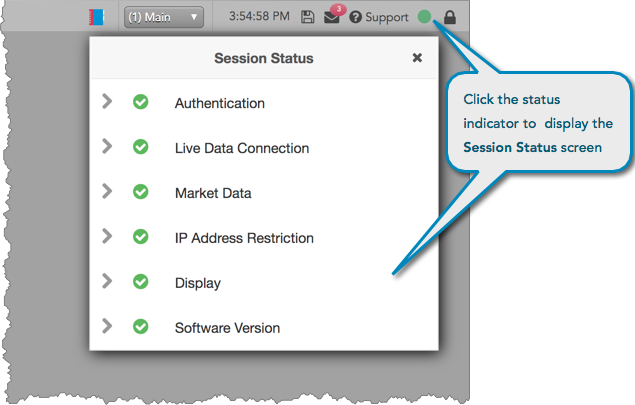 (1) Main 3:54:58 PM 3 Support
Session Status
Authentication
Live Data Connection
Market Data
IP Address Restriction
Display
Software Version
Click the status
indicator to display the
Session Status screen